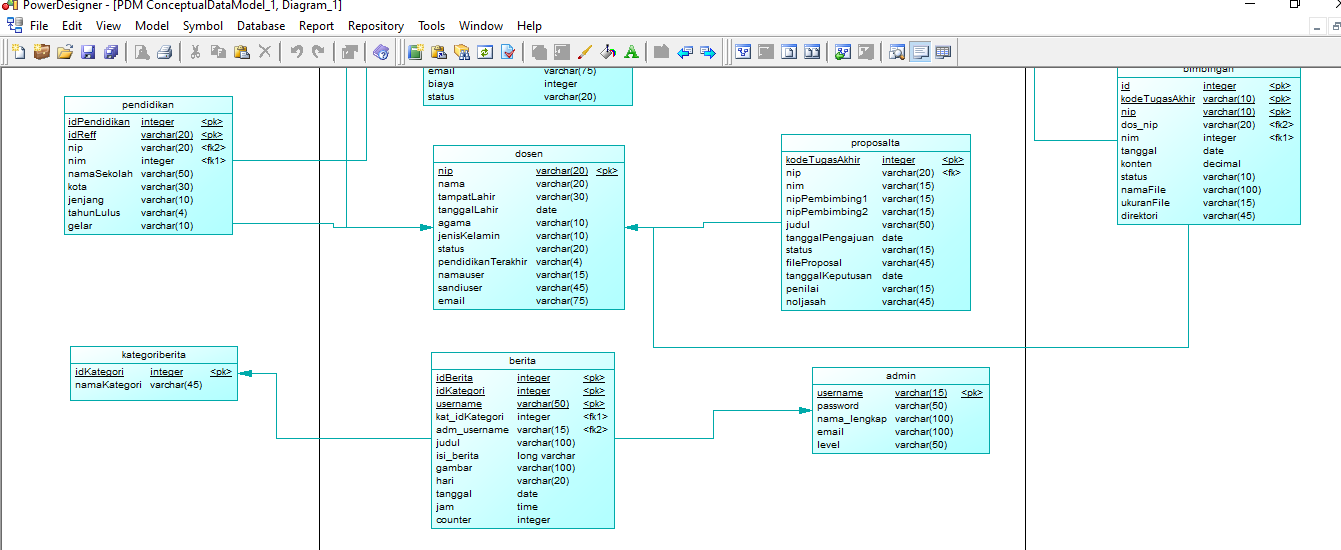 PowerDesigner - [PDM ConceptualDataModel_1, Diagram_1]
File Edit View Model Symbol Database Report Repository Tools Window Help
email varchar(75)
biaya integer
status varchar(20)
pendidikan
idPendidikan integer <pk>
idReff varchar(20) <pk>
nip varchar(20) <fk2>
nim integer <fk1>
namaSekolah varchar(50)
kota varchar(30)
jenjang varchar(10)
tahunLulus varchar(4)
gelar varchar(10)
dosen
nip varchar(20) <pk>
nama varchar(20)
tampatLahir varchar(30)
tanggalLahir date
agama varchar(10)
jenisKelamin varchar(10)
status varchar(20)
pendidikanTerakhir varchar(4)
namauser varchar(15)
sandiuser varchar(45)
email varchar(75)
proposalta
kodeTugasAkhir integer <pk>
nip varchar(20) <fk>
nim varchar(15)
nipPembimbing1 varchar(15)
nipPembimbing2 varchar(15)
judul varchar(50)
tanggalPengajuan date
status varchar(15)
fileProposal varchar(45)
tanggalKeputusan date
penilai varchar(15)
noIjasah varchar(45)
bimbingan
id integer <pk>
kodeTugasAkhir varchar(10) <pk>
nip varchar(10) <pk>
dos_nip varchar(20) <fk2>
nim integer <fk1>
tanggal date
konten decimal
status varchar(10)
namaFile varchar(100)
ukuranFile varchar(15)
direktori varchar(45)
kategoriberita
idKategori integer <pk>
namaKategori varchar(45)
berita
idBerita integer <pk>
idKategori integer <pk>
username varchar(50) <pk>
kat_idKategori integer <fk1>
adm_username varchar(15) <fk2>
judul varchar(100)
isi_berita long varchar
gambar varchar(100)
hari varchar(20)
tanggal date
jam time
counter integer
admin
username varchar(15) <pk>
password varchar(50)
nama_lengkap varchar(100)
email varchar(100)
level varchar(50)